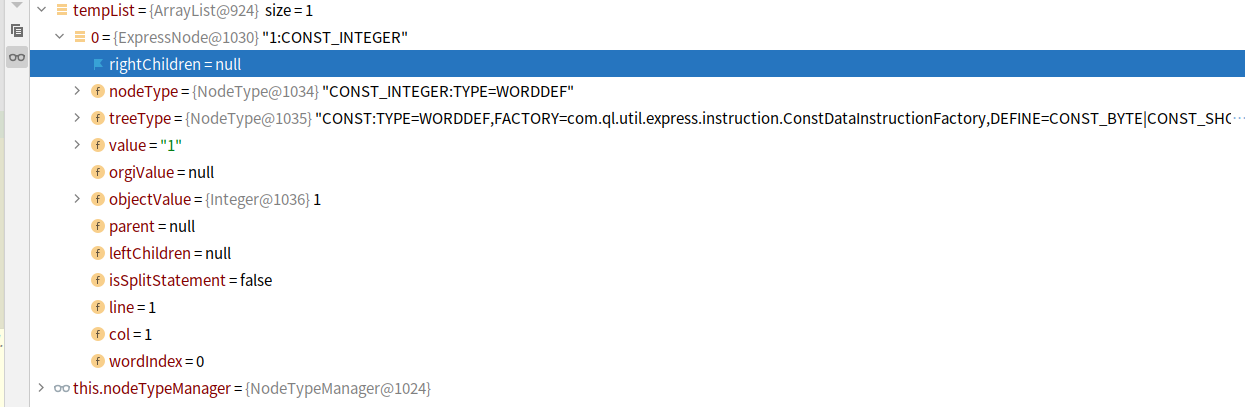 tempList = {ArrayList@924} size = 1
0 = {ExpressNode@1030} "1:CONST_INTEGER"
rightChildren = null
f nodeType = {NodeType@1034} "CONST_INTEGER:TYPE=WORDDEF"
f treeType = {NodeType@1035} "CONST:TYPE=WORDDEF,FACTORY=com.ql.util.express.instruction.ConstDataInstructionFactory,DEFINE=CONST_BYTE|CONST_SHO…
f value = "1"
f orgiValue = null
f objectValue = {Integer@1036} 1
f parent = null
f leftChildren = null
f isSplitStatement = false
f line = 1
f col = 1
f wordIndex = 0
this.nodeTypeManager = {NodeTypeManager@1024}